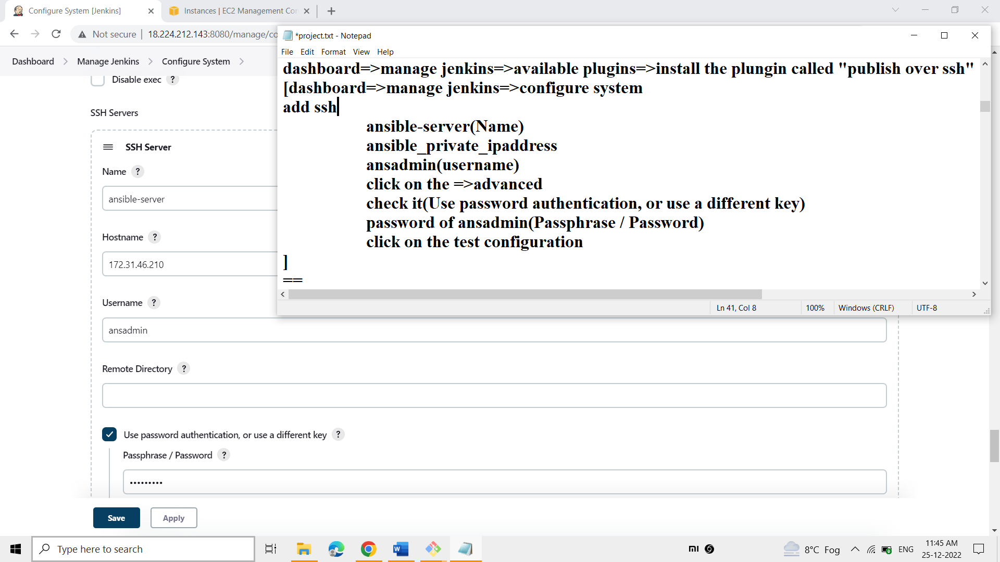 Configure System [Jenkins]
Instances | EC2 Management Con
Not secure
18.224.212.143:8080/manage/co
Dashboard
Manage Jenkins
Configure System
Disable exec ?
SSH Servers
SSH Server
Name ?
ansible-server
Hostname ?
172.31.46.210
Username ?
ansadmin
Remote Directory ?
Use password authentication, or use a different key ?
Passphrase / Password ?
•••••••••
Save
Apply
*project.txt - Notepad
File Edit Format View Help
dashboard=>manage jenkins=>available plugins=>install the plungin called "publish over ssh"
[dashboard=>manage jenkins=>configure system
add ssh
ansible-server(Name)
ansible_private_ipaddress
ansadmin(username)
click on the =>advanced
check it(Use password authentication, or use a different key)
password of ansadmin(Passphrase / Password)
click on the test configuration
]
==
Ln 41, Col 8
100%
Windows (CRLF)
UTF-8
Type here to search
8°C Fog
ENG
11:45 AM
25-12-2022